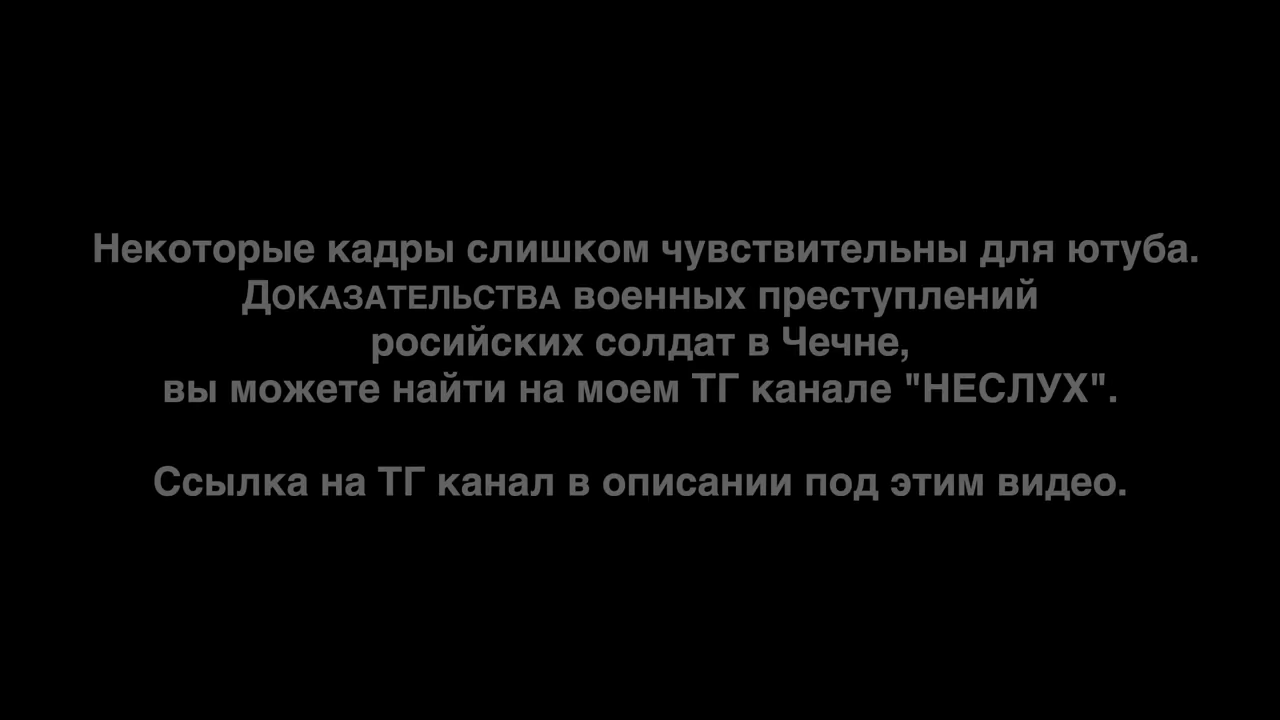 Некоторые кадры слишком чувствительны для ютуба.
ДОКАЗАТЕЛЬСТВА военных преступлений
росийских солдат в Чечне,
вы можете найти на моем ТГ канале "НЕСЛУХ".
Ссылка на ТГ канал в описании под этим видео.